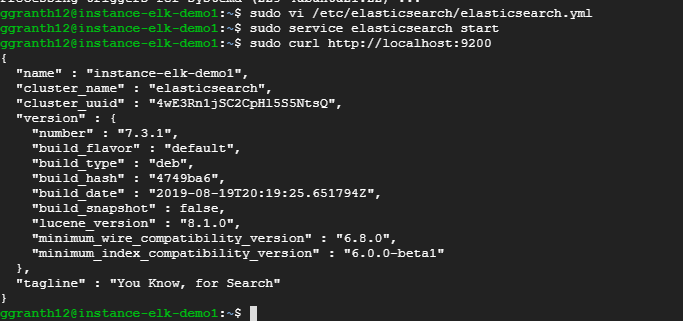 ggranth12@instance-elk-demo1:~$ sudo vi /etc/elasticsearch/elasticsearch.yml
ggranth12@instance-elk-demo1:~$ sudo service elasticsearch start
ggranth12@instance-elk-demo1:~$ sudo curl http://localhost:9200
{
  "name" : "instance-elk-demo1",
  "cluster_name" : "elasticsearch",
  "cluster_uuid" : "4wE3Rn1jSC2CpHl5S5NtsQ",
  "version" : {
    "number" : "7.3.1",
    "build_flavor" : "default",
    "build_type" : "deb",
    "build_hash" : "4749ba6",
    "build_date" : "2019-08-19T20:19:25.651794Z",
    "build_snapshot" : false,
    "lucene_version" : "8.1.0",
    "minimum_wire_compatibility_version" : "6.8.0",
    "minimum_index_compatibility_version" : "6.0.0-beta1"
  },
  "tagline" : "You Know, for Search"
}
ggranth12@instance-elk-demo1:~$